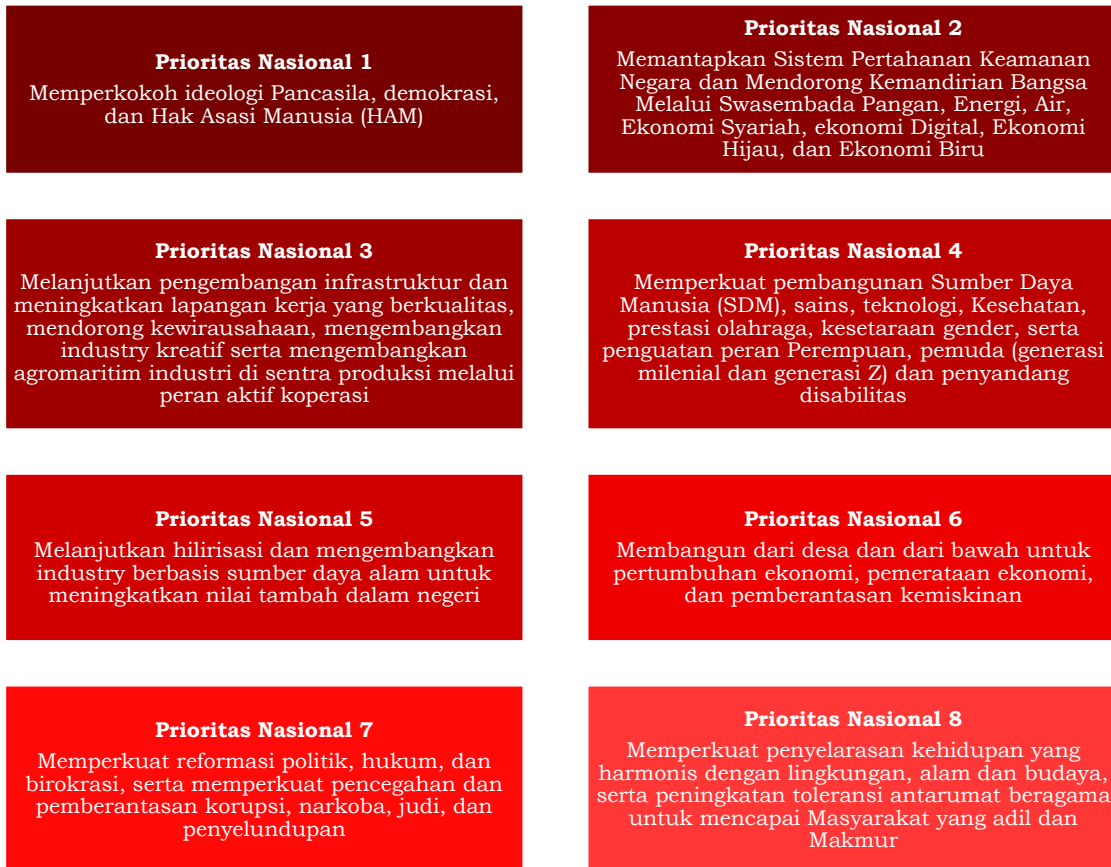 Prioritas Nasional 1
Memperkokoh ideologi Pancasila, demokrasi,
dan Hak Asasi Manusia (HAM)
Prioritas Nasional 2
Memantapkan Sistem Pertahanan Keamanan
Negara dan Mendorong Kemandirian Bangsa
Melalui Swasembada Pangan, Energi, Air,
Ekonomi Syariah, ekonomi Digital, Ekonomi
Hijau, dan Ekonomi Biru
Prioritas Nasional 3
Melanjutkan pengembangan infrastruktur dan
meningkatkan lapangan kerja yang berkualitas,
mendorong kewirausahaan, mengembangkan
industry kreatif serta mengembangkan
agromaritim industri di sentra produksi melalui
peran aktif koperasi
Prioritas Nasional 4
Memperkuat pembangunan Sumber Daya
Manusia (SDM), sains, teknologi, Kesehatan,
prestasi olahraga, kesetaraan gender, serta
penguatan peran Perempuan, pemuda (generasi
milenial dan generasi Z) dan penyandang
disabilitas
Prioritas Nasional 5
Melanjutkan hilirisasi dan mengembangkan
industry berbasis sumber daya alam untuk
meningkatkan nilai tambah dalam negeri
Prioritas Nasional 6
Membangun dari desa dan dari bawah untuk
pertumbuhan ekonomi, pemerataan ekonomi,
dan pemberantasan kemiskinan
Prioritas Nasional 7
Memperkuat reformasi politik, hukum, dan
birokrasi, serta memperkuat pencegahan dan
pemberantasan korupsi, narkoba, judi, dan
penyelundupan
Prioritas Nasional 8
Memperkuat penyelarasan kehidupan yang
harmonis dengan lingkungan, alam dan budaya,
serta peningkatan toleransi antarumat beragama
untuk mencapai Masyarakat yang adil dan
Makmur